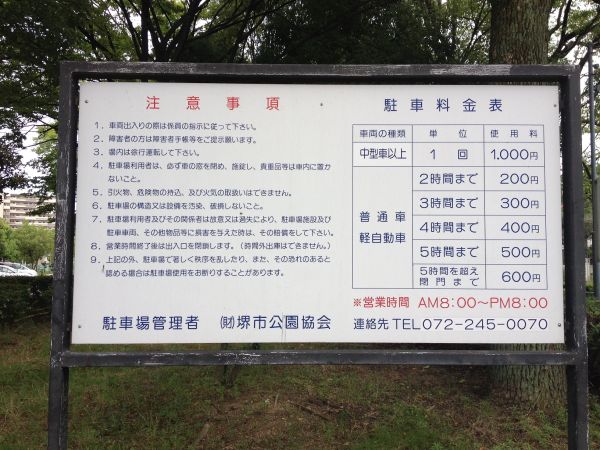 注意事項
1．車両出入りの際は係員の指示に従って下さい。
2．障害者の方は障害者手帳等をご提示願います。
3．場内は徐行運転して下さい。
4．駐車場利用者は、必ず車の窓を閉め、施錠し、貴重品等は車内に置か
ないこと。
5．引火物、危険物の持込、及び火気の取扱いはできません。
6．駐車場の構造又は設備を汚染、破損しないこと。
7．駐車場利用者及びその関係者は故意又は過失により、駐車場施設及び
駐車車両、その他物品等に損害を与えた時は、その賠償をして下さい。
8．営業時間終了後は出入口を閉鎖します。（時間外出庫はできません。）
9．上記の外、駐車場で著しく秩序を乱したり、また、その恐れのあると
認める場合は駐車場使用をお断りすることがあります。
駐車場管理者 (財)堺市公園協会
駐車料金表
車両の種類 単位 使用料
中型車以上 1回 1,000円
普通車
軽自動車
2時間まで 200円
3時間まで 300円
4時間まで 400円
5時間まで 500円
5時間を超え
閉門まで 600円
※営業時間 AM8:00〜PM8:00
連絡先 TEL072-245-0070